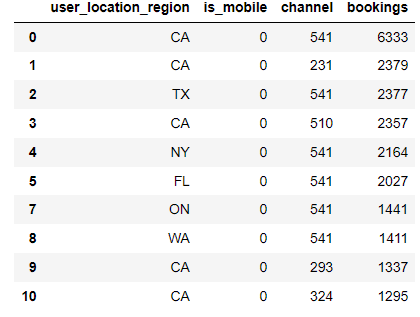 user_location_region is_mobile channel bookings
0 CA 0 541 6333
1 CA 0 231 2379
2 TX 0 541 2377
3 CA 0 510 2357
4 NY 0 541 2164
5 FL 0 541 2027
7 ON 0 541 1441
8 WA 0 541 1411
9 CA 0 293 1337
10 CA 0 324 1295